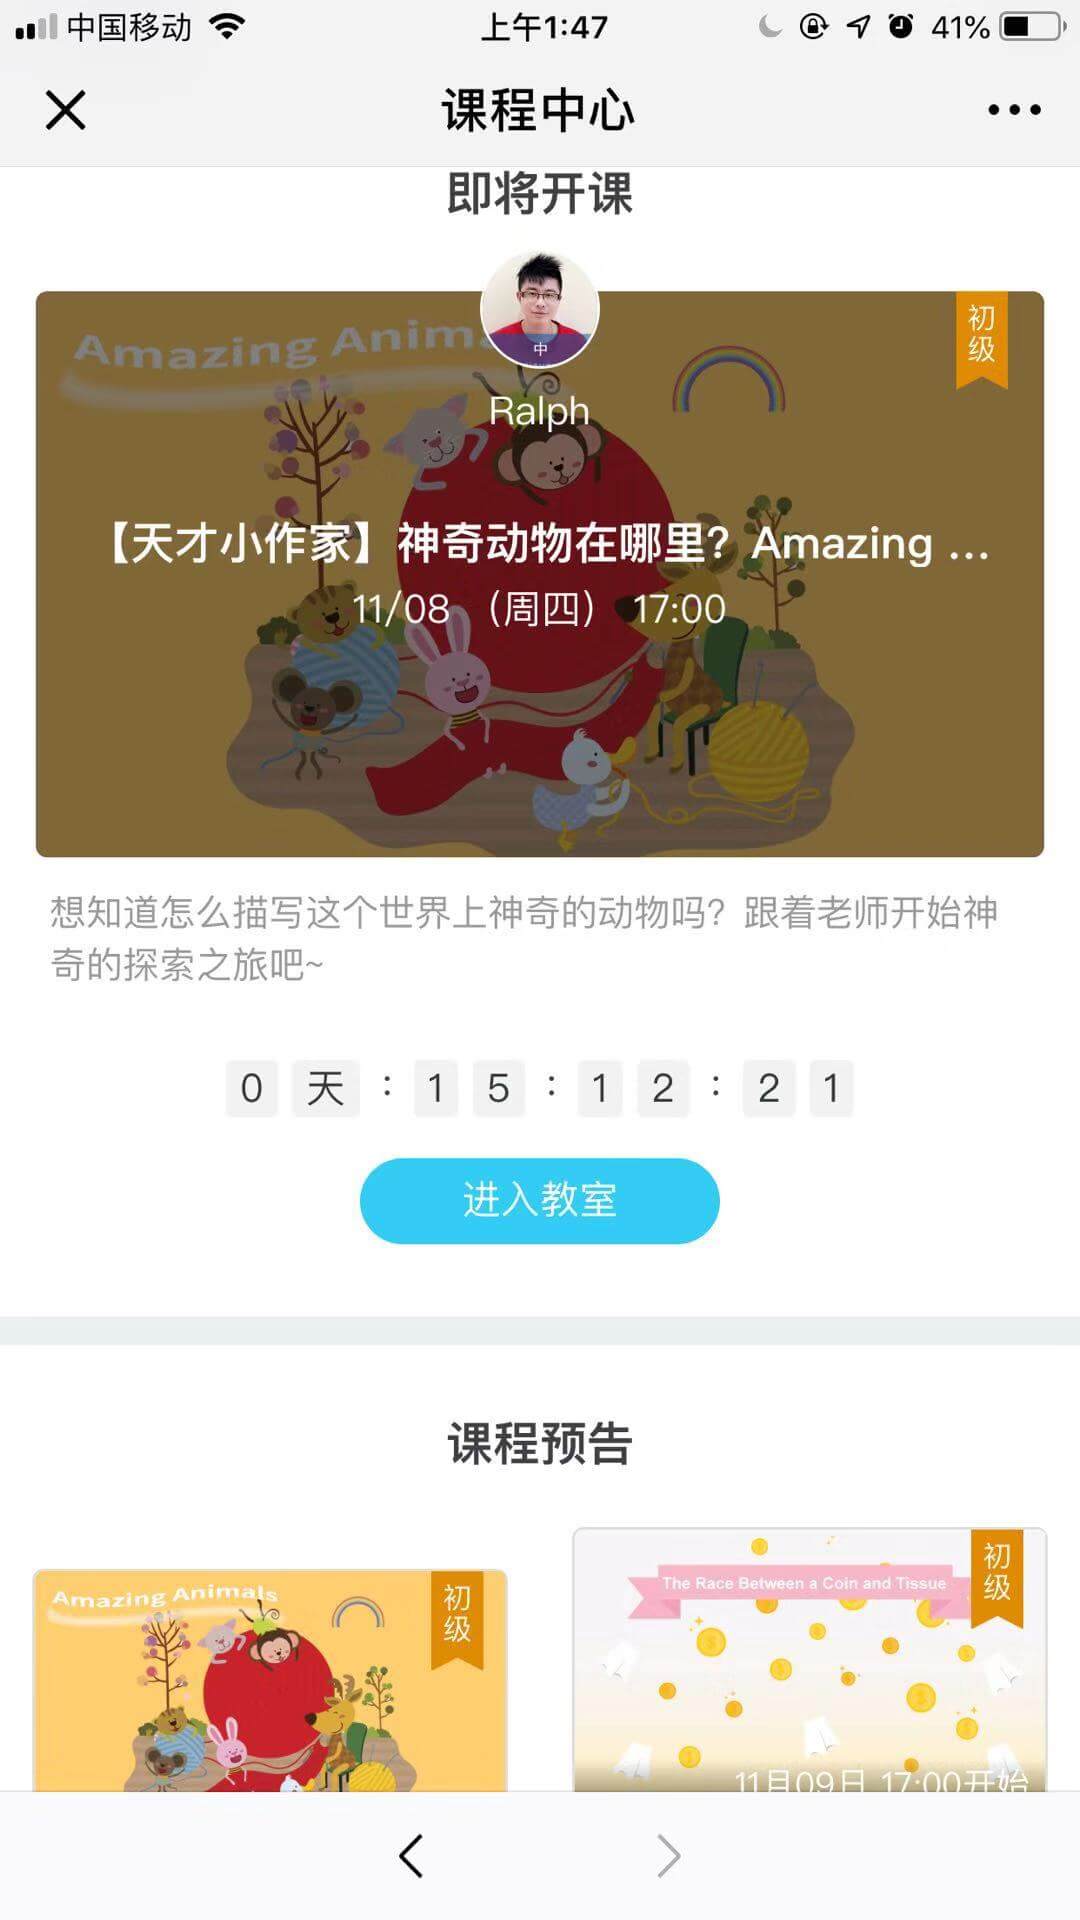 中国移动
上午1:47
41%
课程中心
即将开课
Amazing Anim
初级
中
Ralph
【天才小作家】神奇动物在哪里？Amazing ...
11/08 （周四） 17:00
想知道怎么描写这个世界上神奇的动物吗？跟着老师开始神
奇的探索之旅吧~
0 天 : 1 5 : 1 2 : 2 1
进入教室
课程预告
Amazing Animals
初级
The Race Between a Coin and Tissue
初级
11月09日 17:00开始